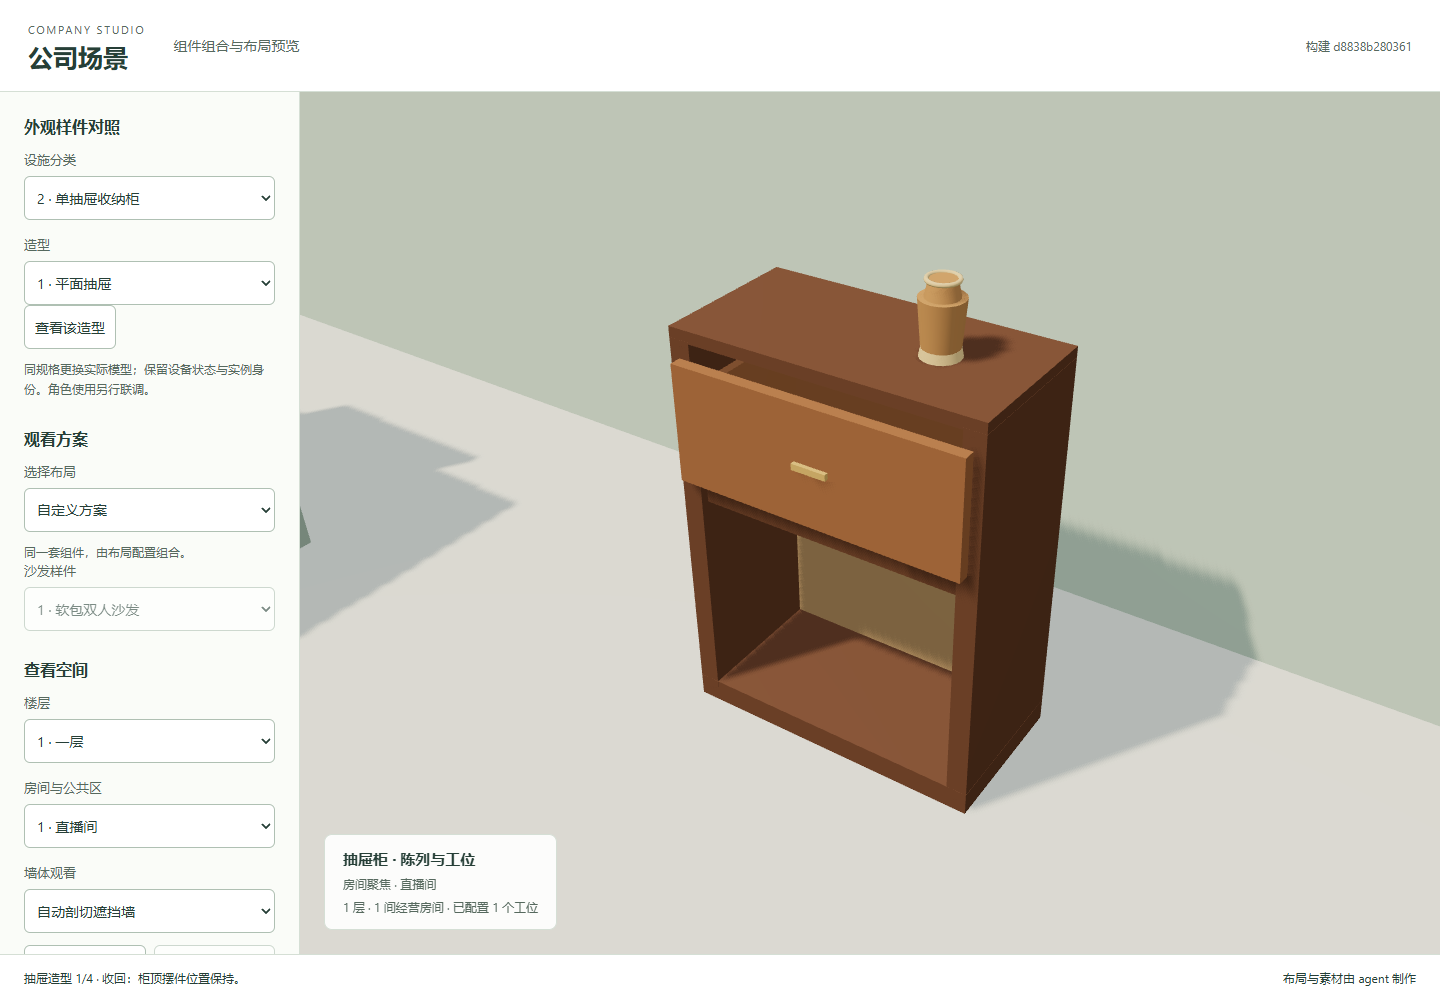 COMPANY STUDIO
公司场景
组件组合与布局预览
构建 d8838b280361
外观样件对照
设施分类
2 · 单抽屉收纳柜
造型
1 · 平面抽屉
查看该造型
同规格更换实际模型；保留设备状态与实例身
份。角色使用另行联调。
观看方案
选择布局
自定义方案
同一套组件，由布局配置组合。
沙发样件
1 · 软包双人沙发
查看空间
楼层
1 · 一层
房间与公共区
1 · 直播间
墙体观看
自动剖切遮挡墙
抽屉柜 · 陈列与工位
房间聚焦 · 直播间
1 层 · 1 间经营房间 · 已配置 1 个工位
抽屉造型 1/4 · 收回：柜顶摆件位置保持。
布局与素材由 agent 制作